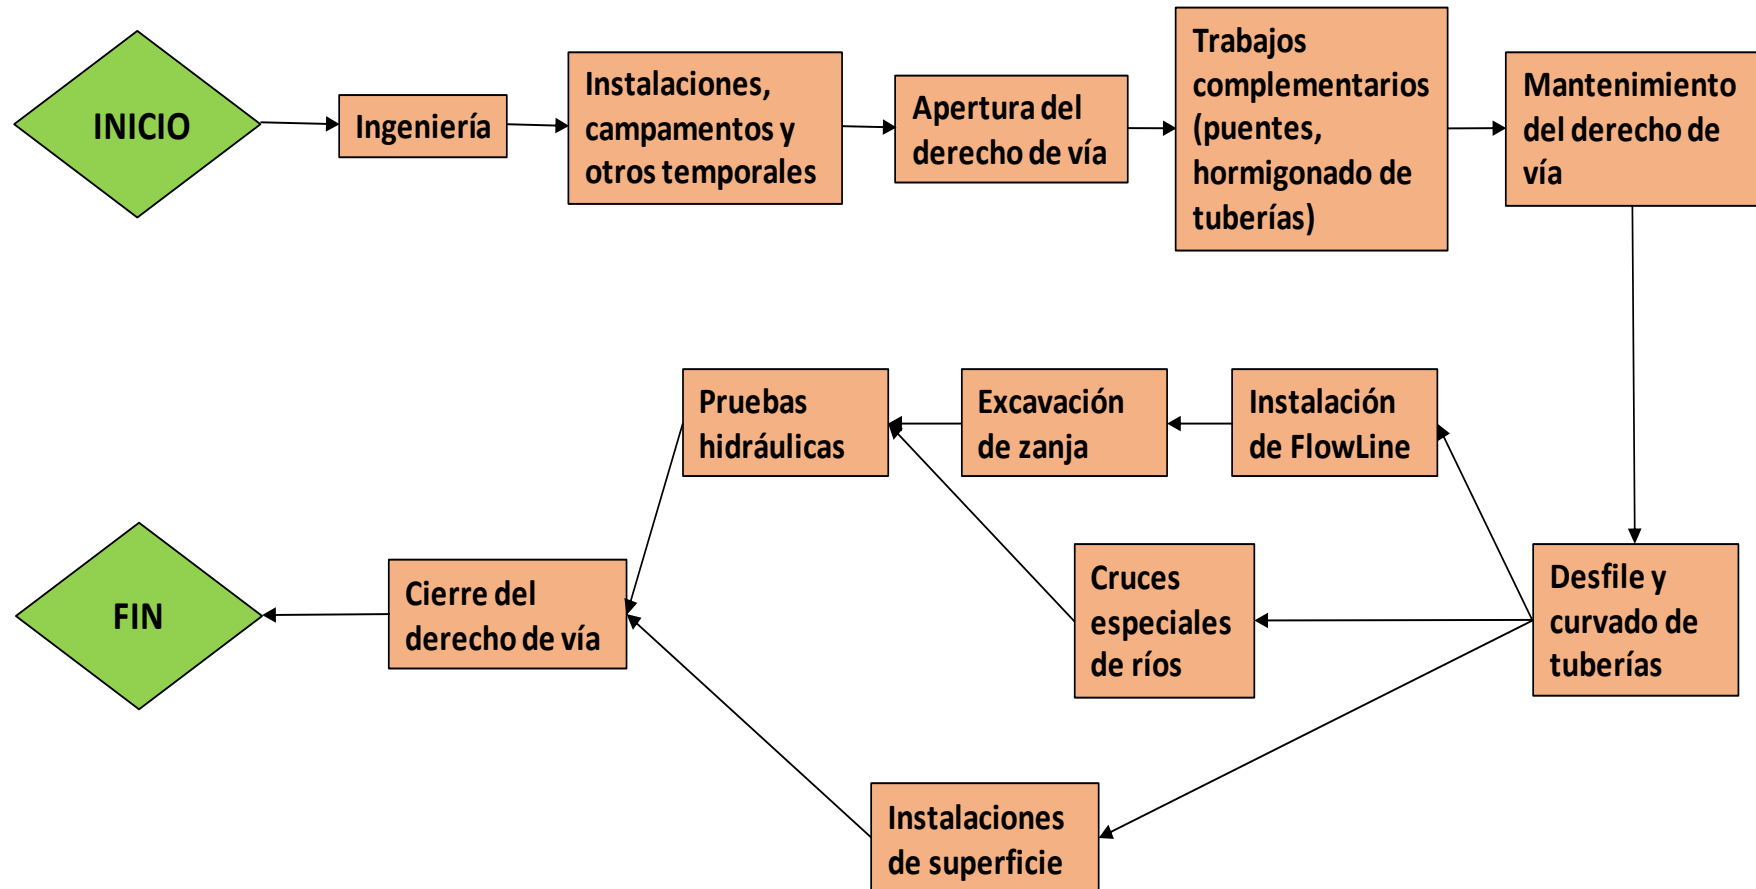 INICIO
Ingeniería
Instalaciones,
campamentos y
otros temporales
Apertura del
derecho de vía
Trabajos
complementarios
(puentes,
hormigonado de
tuberías)
Mantenimiento
del derecho de
vía
Desfile y
curvado de
tuberías
Instalación
de FlowLine
Excavación
de zanja
Pruebas
hidráulicas
Cruces
especiales
de ríos
Instalaciones
de superficie
Cierre del
derecho de vía
FIN